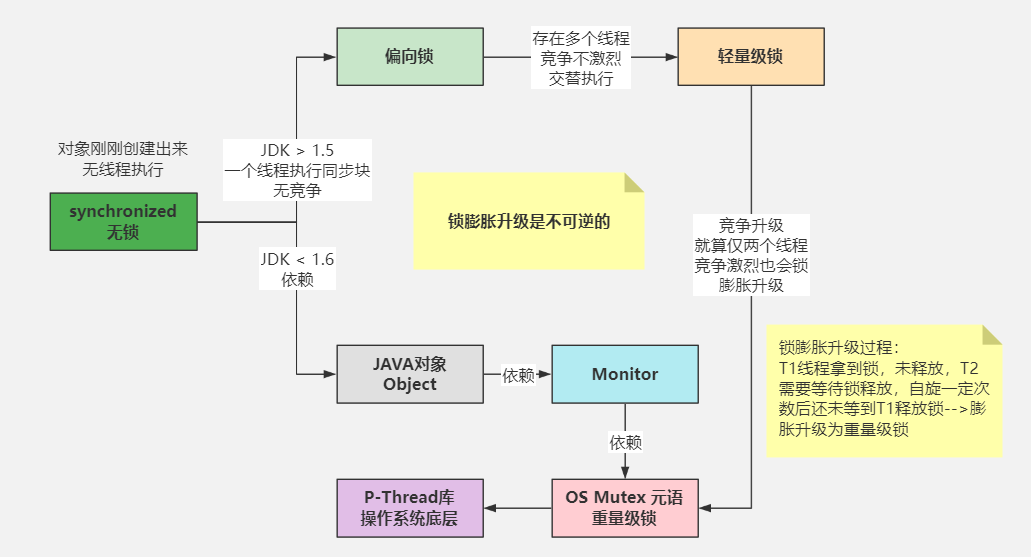 偏向锁
存在多个线程
竞争不激烈
交替执行
轻量级锁
对象刚刚创建出来
无线程执行
JDK > 1.5
一个线程执行同步块
无竞争
synchronized
无锁
锁膨胀升级是不可逆的
JDK < 1.6
依赖
竞争升级
就算仅两个线程
竞争激烈也会锁
膨胀升级
JAVA对象
Object
依赖
Monitor
锁膨胀升级过程：
T1线程拿到锁，未释放，T2
需要等待锁释放，自旋一定次
数后还未等到T1释放锁-->膨
胀升级为重量级锁
依赖
P-Thread库
操作系统底层
OS Mutex 元语
重量级锁